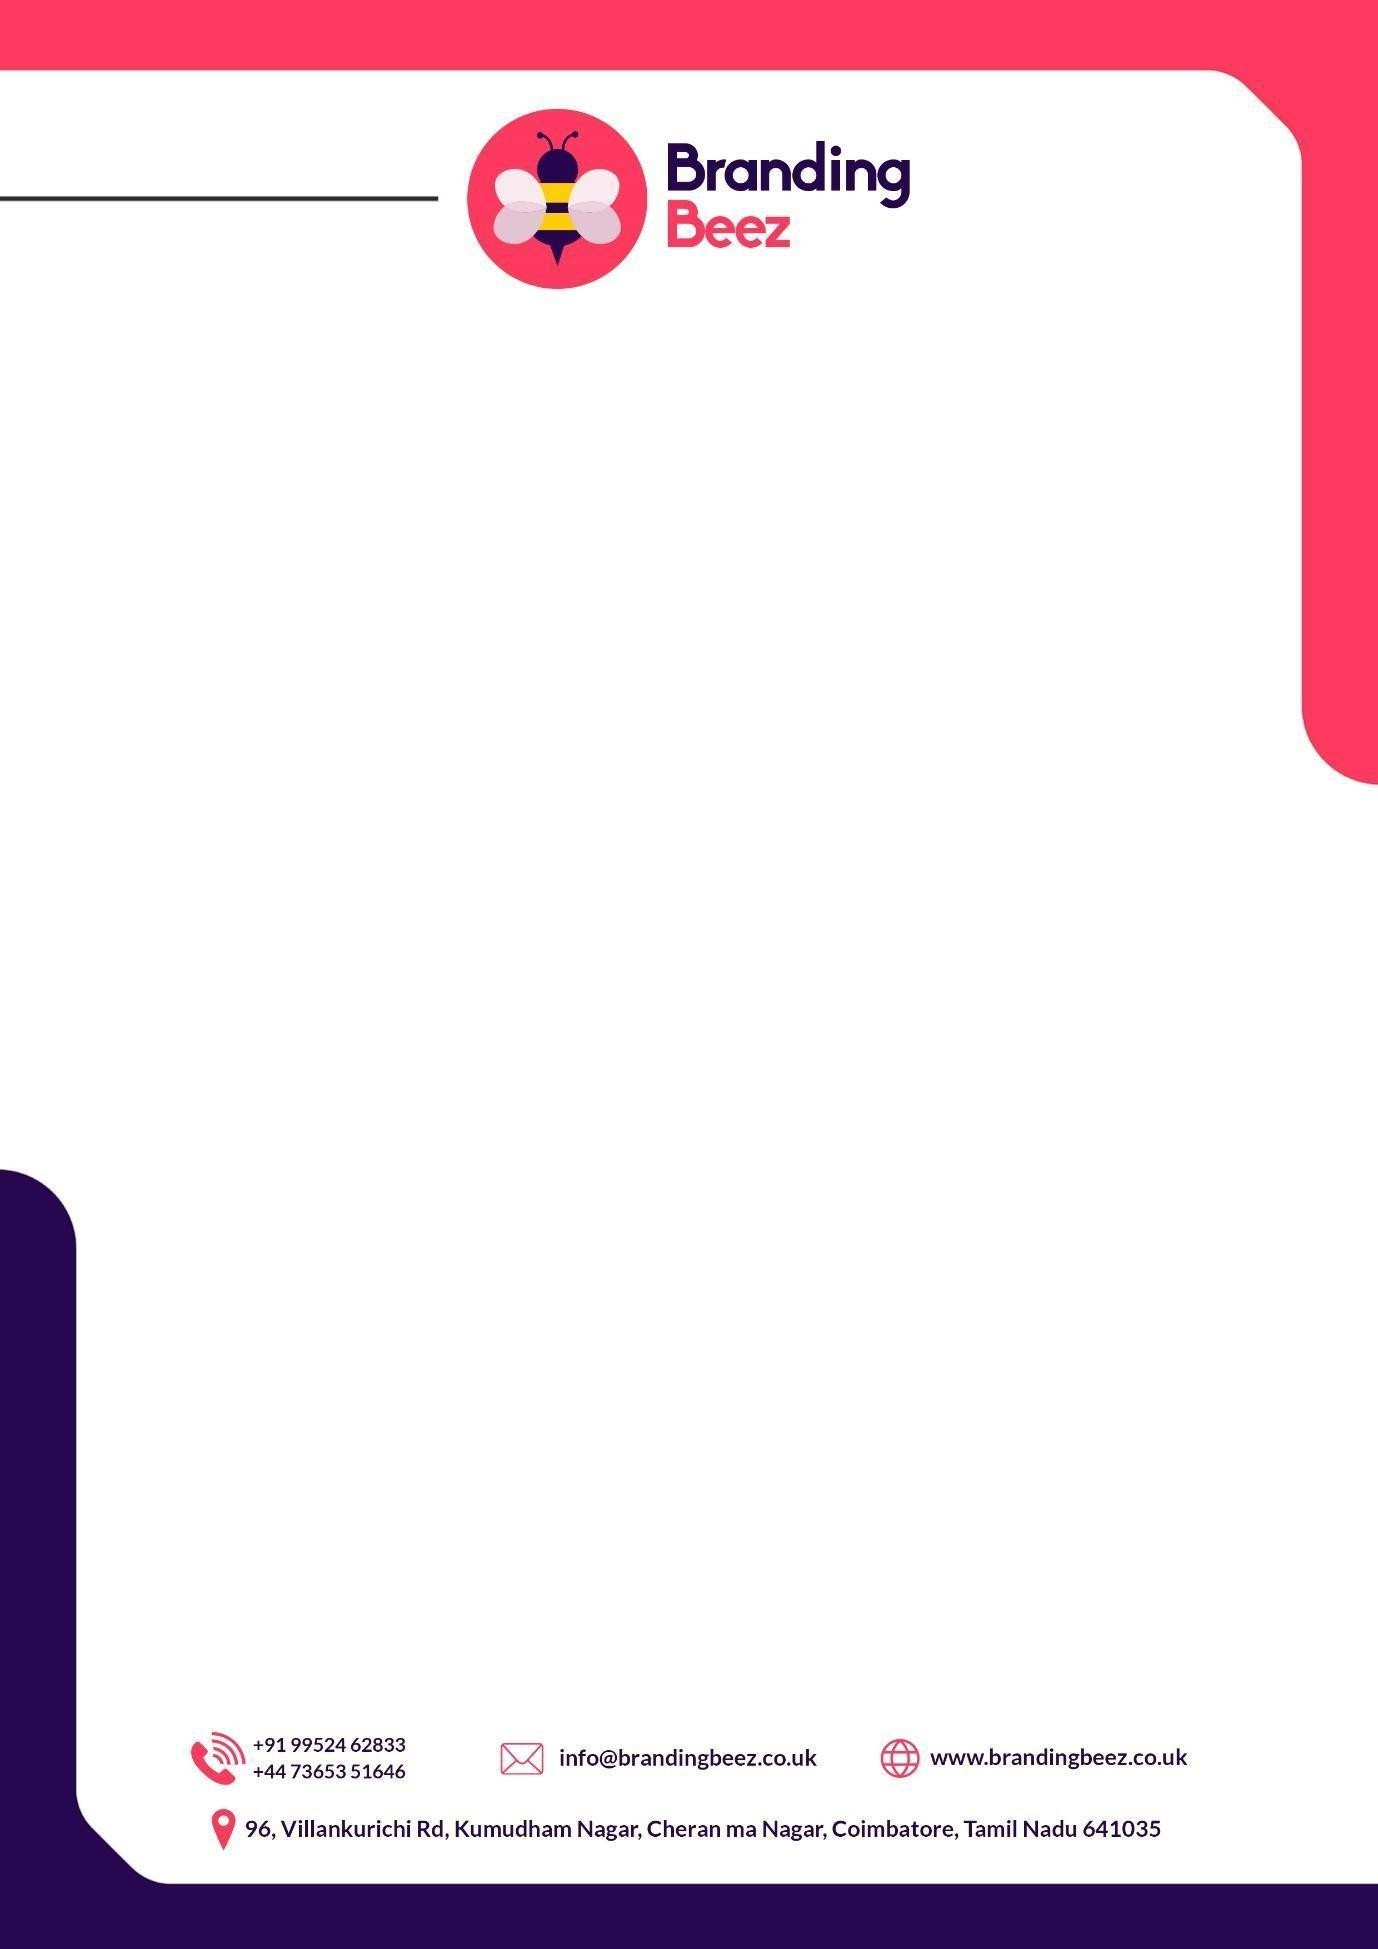 Branding
Beez
+91 99524 62833
+44 73653 51646
info@brandingbeez.co.uk
www.brandingbeez.co.uk
96, Villankurichi Rd, Kumudham Nagar, Cheran ma Nagar, Coimbatore, Tamil Nadu 641035